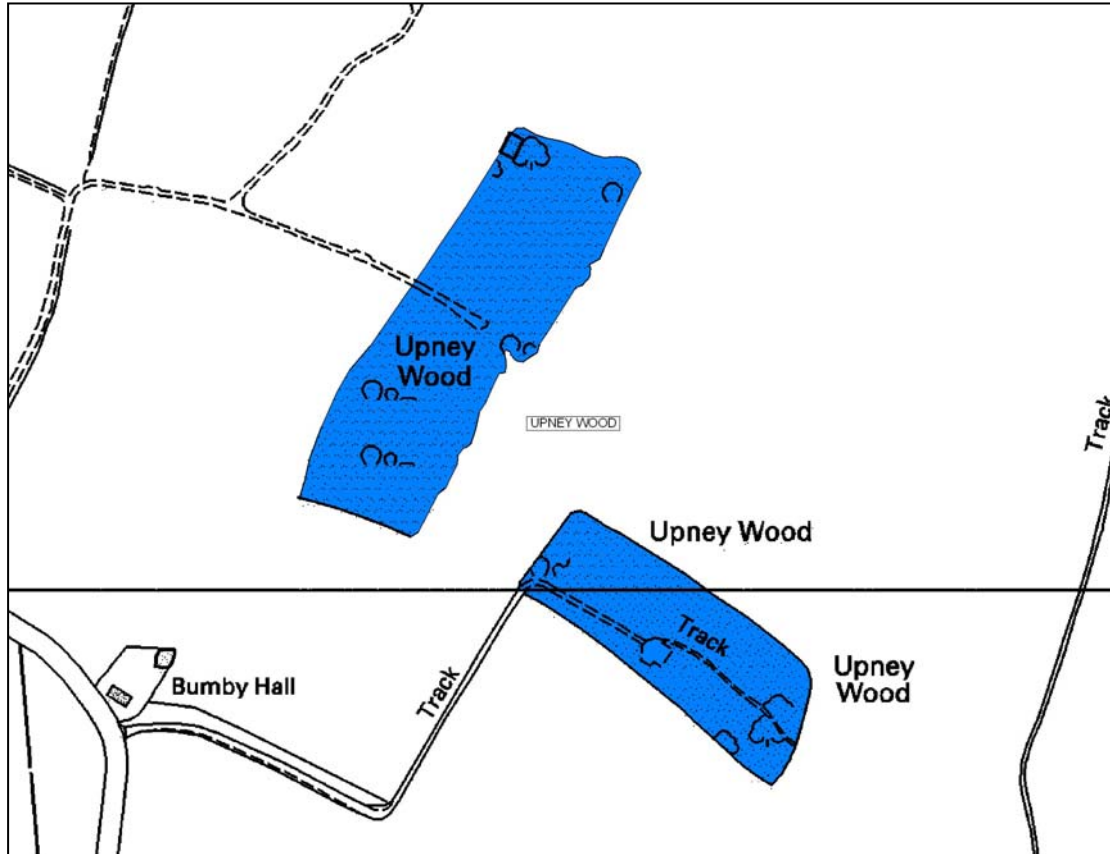 Upney
Wood
UPNEY WOOD
Track
Upney Wood
Track
Upney
Wood
Bumby Hall
Track